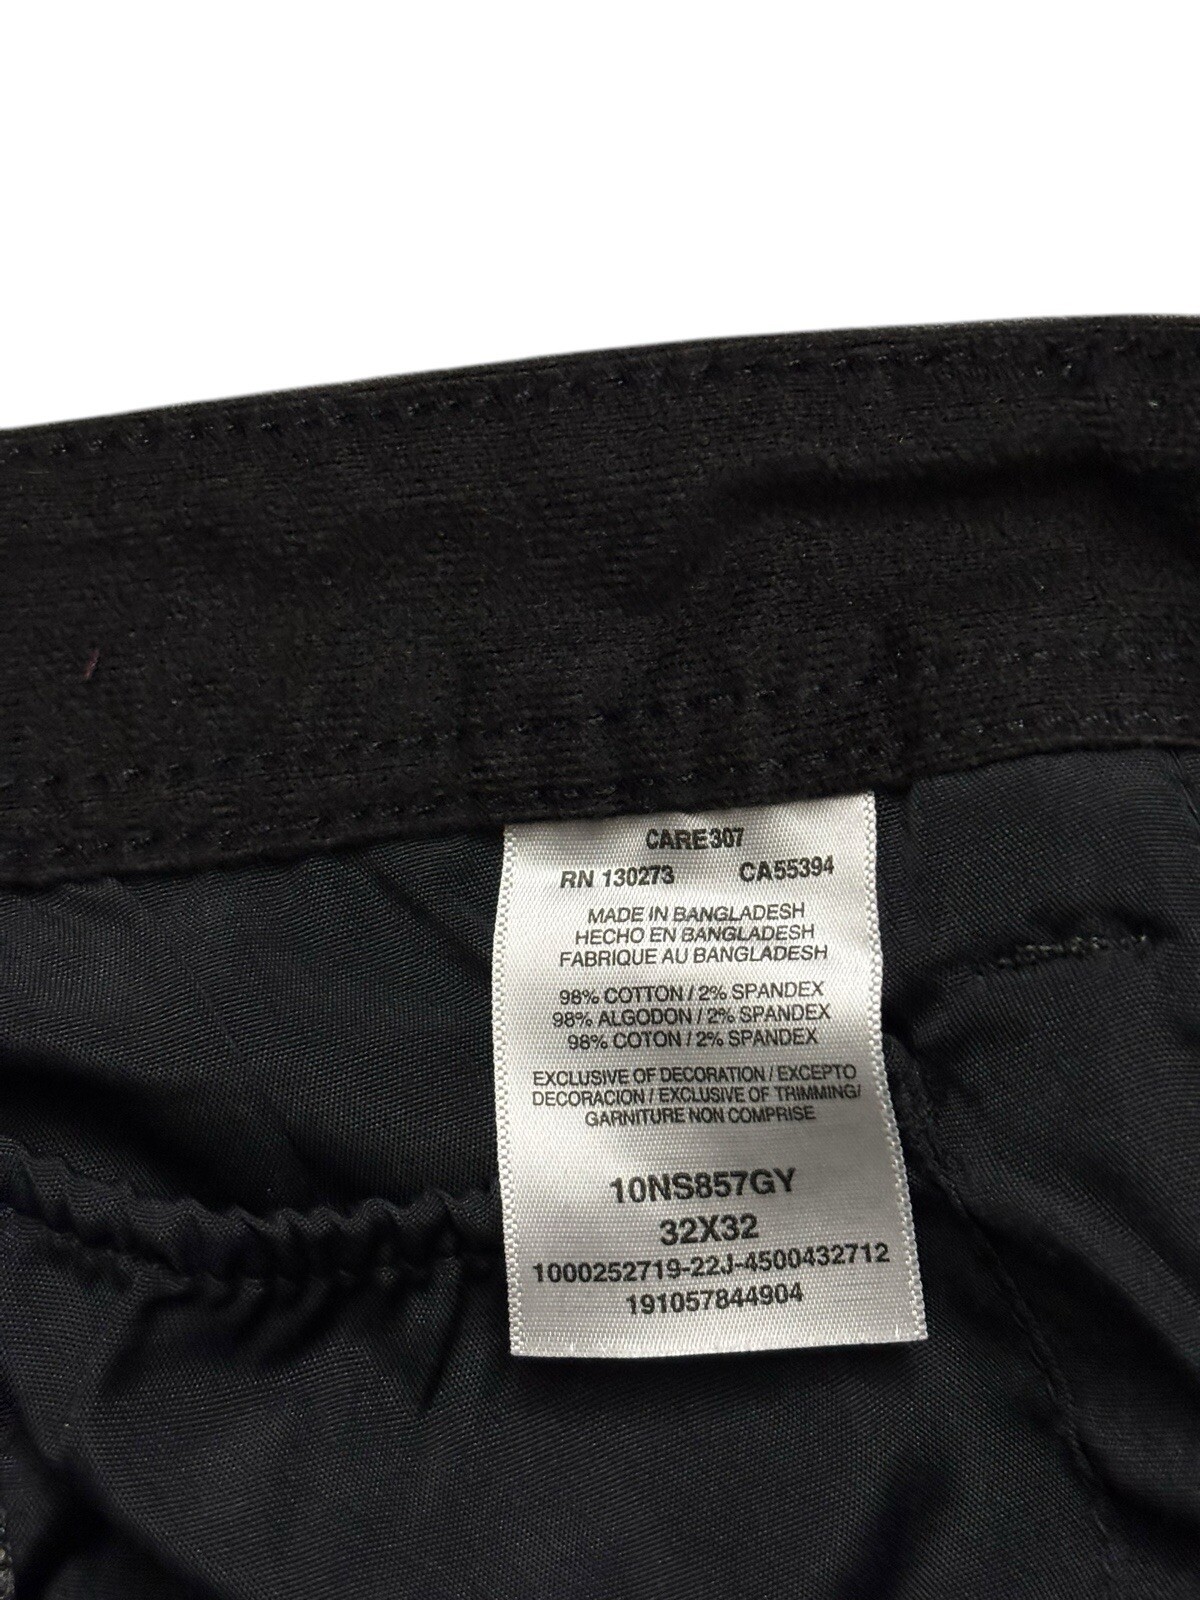 CARE 307
RN 130273 CA55394
MADE IN BANGLADESH
HECHO EN BANGLADESH
FABRIQUE AU BANGLADESH
98% COTTON / 2% SPANDEX
98% ALGODON / 2% SPANDEX
98% COTON / 2% SPANDEX
EXCLUSIVE OF DECORATION / EXCEPTO
DECORACION / EXCLUSIVE OF TRIMMING/
GARNITURE NON COMPRISE
10NS857GY
32X32
1000252719-22J-4500432712
191057844904